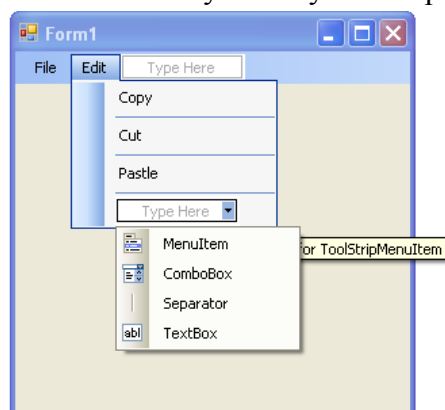 Form1
File Edit Type Here
Copy
Cut
Pastle
Type Here
MenuItem
for ToolStripMenuItem
ComboBox
Separator
abl TextBox